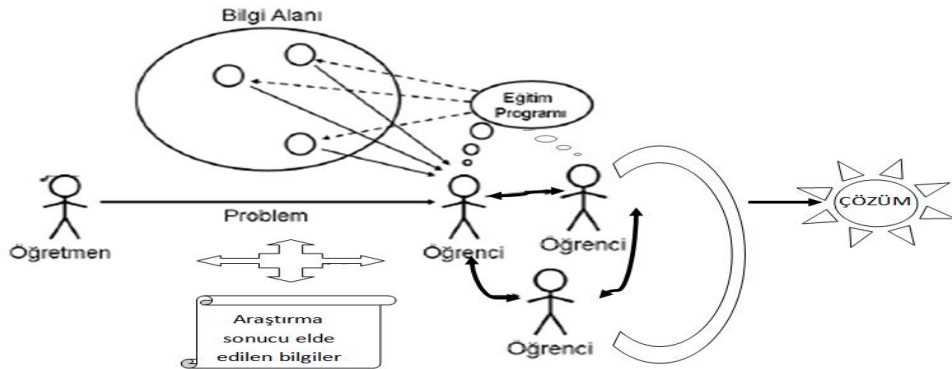 Bilgi Alanı
Eğitim
Programı
Problem
Öğretmen
Öğrenci
Öğrenci
Öğrenci
ÇÖZÜM
Araştırma
sonucu elde
edilen bilgiler